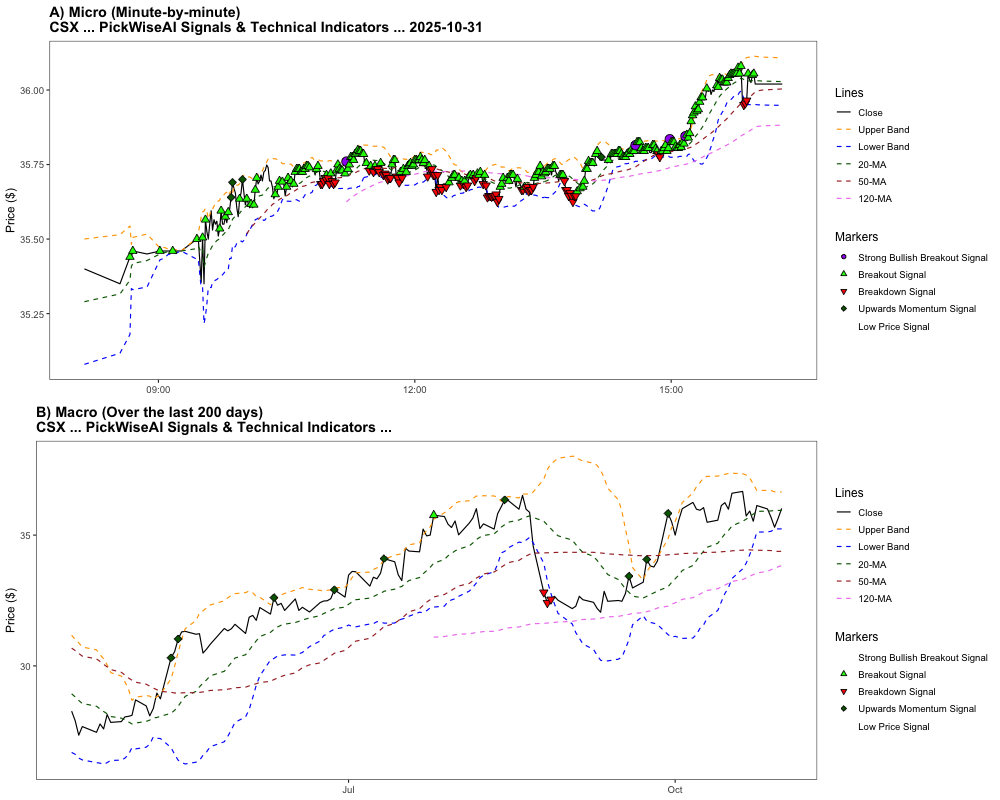 A) Micro (Minute-by-minute)
CSX ... PickWiseAI Signals & Technical Indicators ... 2025-10-31
Price ($)
36.00
35.75
35.50
35.25
09:00
12:00
15:00
Lines
Close
Upper Band
Lower Band
20-MA
50-MA
120-MA
Markers
Strong Bullish Breakout Signal
Breakout Signal
Breakdown Signal
Upwards Momentum Signal
Low Price Signal
B) Macro (Over the last 200 days)
CSX ... PickWiseAI Signals & Technical Indicators ...
Price ($)
35
30
Jul
Oct
Lines
Close
Upper Band
Lower Band
20-MA
50-MA
120-MA
Markers
Strong Bullish Breakout Signal
Breakout Signal
Breakdown Signal
Upwards Momentum Signal
Low Price Signal